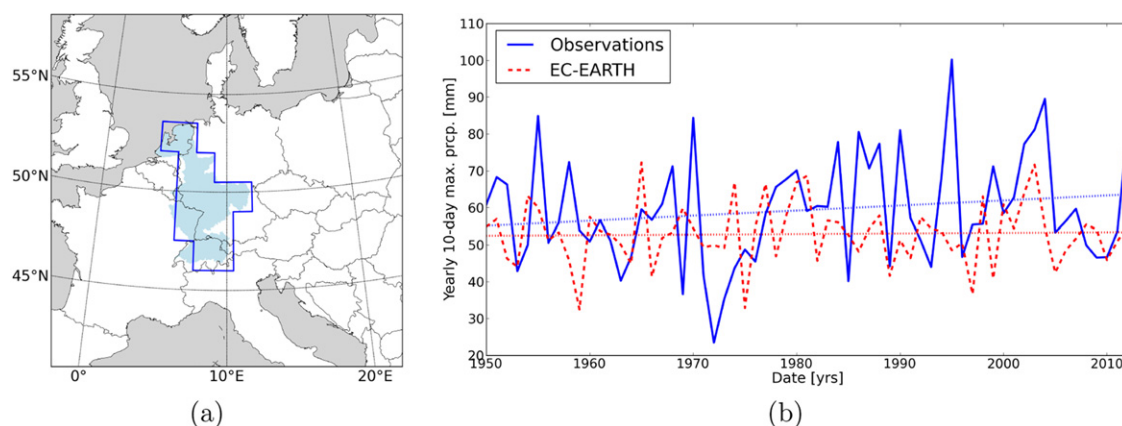 55°N
50°N
45°N
0°
10°E
20°E
(a)
Yearly 10-day max. prcp. [mm]
110
100
90
80
70
60
50
40
30
20
Observations
EC-EARTH
1950
1960
1970
1980
1990
2000
2010
Date [yrs]
(b)